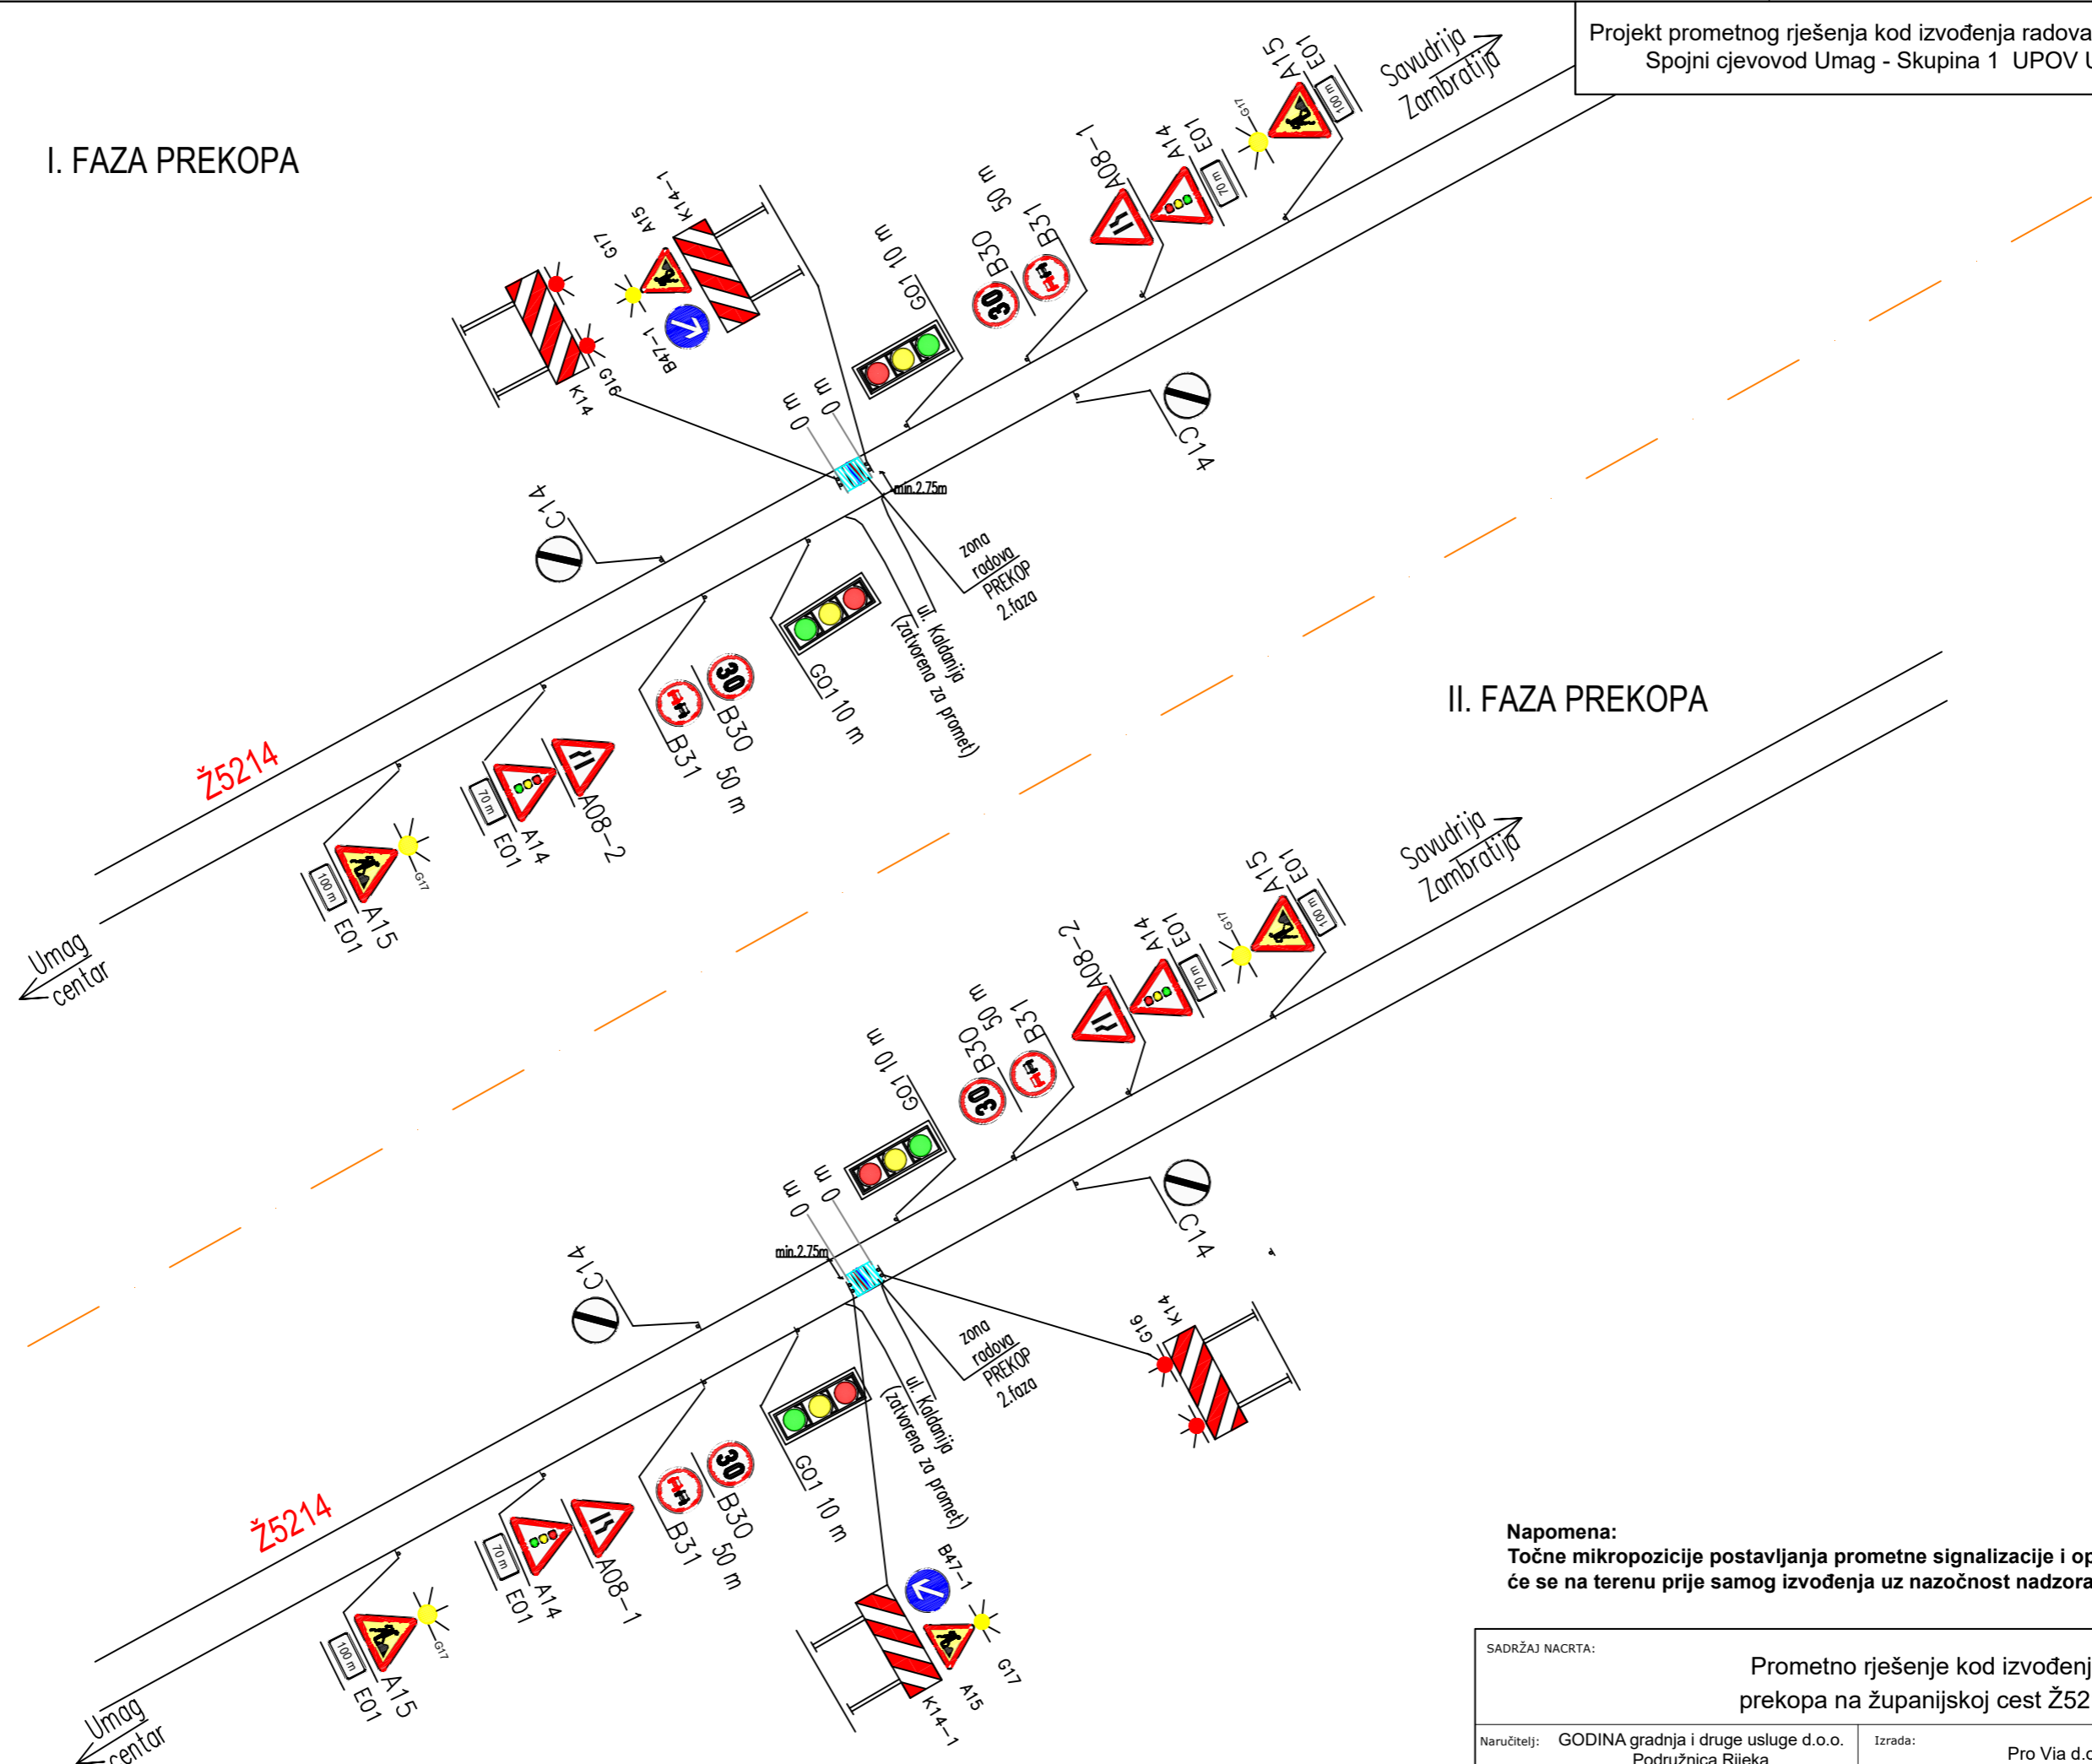 Projekt prometnog rješenja kod izvođenja radova
Spojni cjevovod Umag - Skupina 1 UPOV U
I. FAZA PREKOPA
Savudrija
Zambratija
A15
E01
100 m
G17
A14
E01
70 m
A08-1
50 m
B30
B31
30
G01 10 m
K14-1
A15
G17
B47-1
G16
K14
0 m
0 m
min.2.75m
C14
C14
zona
radova
PREKOP
2.faza
ul. Kaldanija
(zatvorena za promet)
G01 10 m
30
B30
B31
50 m
A08-2
A14
E01
70 m
Ž5214
G17
A15
E01
100 m
Umag
centar
II. FAZA PREKOPA
Savudrija
Zambratija
A15
E01
100 m
G17
A14
E01
70 m
A08-2
50 m
B30
B31
30
G01 10 m
0 m
0 m
min.2.75m
C14
C14
G16
K14
zona
radova
PREKOP
2.faza
ul. Kaldanija
(zatvorena za promet)
G01 10 m
30
B30
B31
50 m
A08-1
A14
E01
70 m
Ž5214
G17
A15
E01
100 m
B47-1
G17
A15
K14-1
Umag
centar
Napomena:
Točne mikropozicije postavljanja prometne signalizacije i op
će se na terenu prije samog izvođenja uz nazočnost nadzora
SADRŽAJ NACRTA:
Prometno rješenje kod izvođenj
prekopa na županijskoj cest Ž52
Naručitelj: GODINA gradnja i druge usluge d.o.o.
Podružnica Rijeka
Izrada:
Pro Via d.o